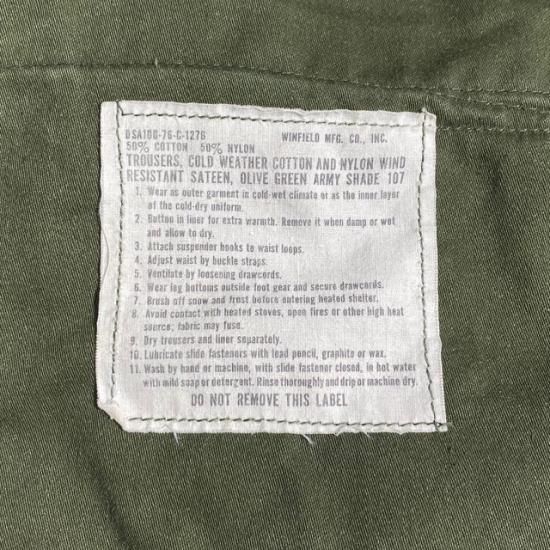 DSA100-76-C-1276 WINFIELD MFG. CO., INC.
50% COTTON 50% NYLON
TROUSERS, COLD WEATHER COTTON AND NYLON WIND
RESISTANT SATEEN, OLIVE GREEN ARMY SHADE 107
1. Wear as outer garment in cold-wet climate or as the inner layer
of the cold-dry uniform.
2. Button in liner for extra warmth. Remove it when damp or wet
and allow to dry.
3. Attach suspender hooks to waist loops.
4. Adjust waist by buckle straps.
5. Ventilate by loosening drawcords.
6. Wear leg bottoms outside foot gear and secure drawcords.
7. Brush off snow and frost before entering heated shelter.
8. Avoid contact with heated stoves, open fires or other high heat
source; fabric may fuse.
9. Dry trousers and liner separately.
10. Lubricate slide fasteners with lead pencil, graphite or wax.
11. Wash by hand or machine, with slide fastener closed, in hot water
with mild soap or detergent. Rinse thoroughly and drip or machine dry.
DO NOT REMOVE THIS LABEL